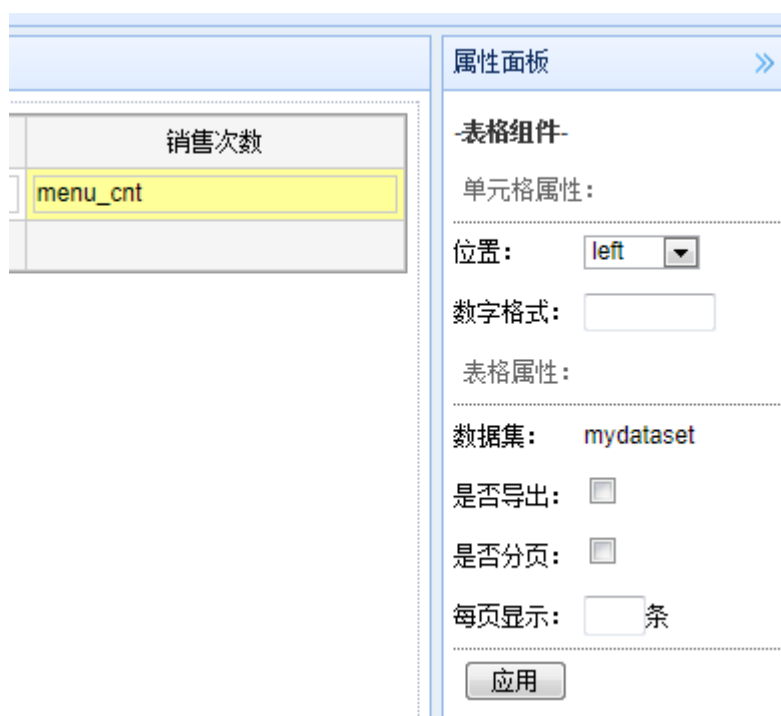 属性面板
销售次数
menu_cnt
-表格组件-
单元格属性：
位置： left
数字格式：
表格属性：
数据集： mydataset
是否导出：
是否分页：
每页显示： 条
应用